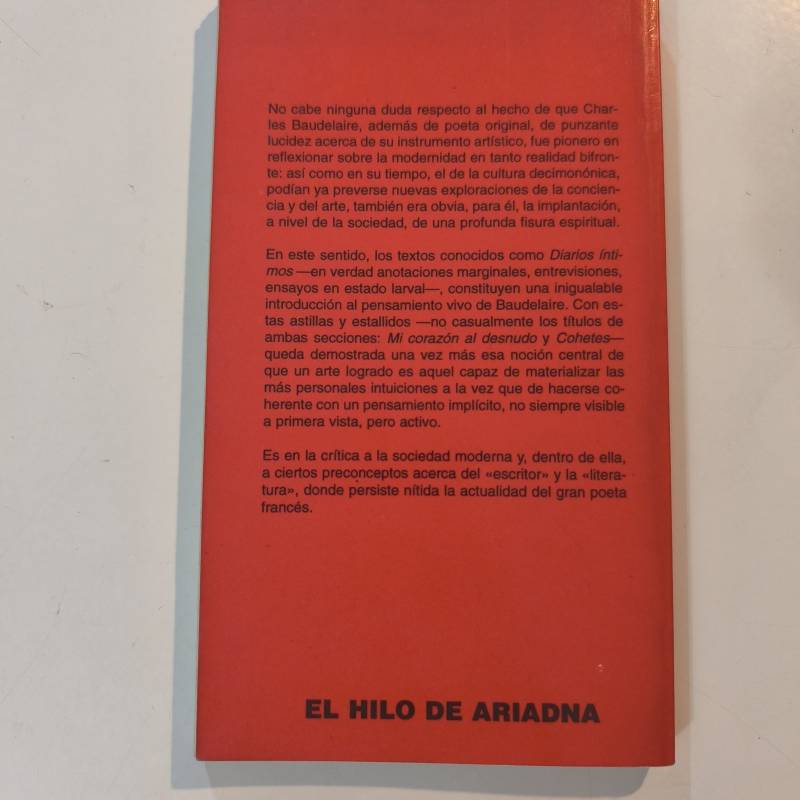 No cabe ninguna duda respecto al hecho de que Char-
les Baudelaire, además de poeta original, de punzante
lucidez acerca de su instrumento artístico, fue pionero en
reflexionar sobre la modernidad en tanto realidad bifron-
te: así como en su tiempo, el de la cultura decimonónica,
podían ya preverse nuevas exploraciones de la concien-
cia y del arte, también era obvia, para él, la implantación,
a nivel de la sociedad, de una profunda fisura espiritual.
En este sentido, los textos conocidos como Diarios ínti-
mos —en verdad anotaciones marginales, entrevisiones,
ensayos en estado larval—, constituyen una inigualable
introducción al pensamiento vivo de Baudelaire. Con es-
tas astillas y estallidos —no casualmente los títulos de
ambas secciones: Mi corazón al desnudo y Cohetes—
queda demostrada una vez más esa noción central de
que un arte logrado es aquel capaz de materializar las
más personales intuiciones a la vez que de hacerse co-
herente con un pensamiento implícito, no siempre visible
a primera vista, pero activo.
Es en la crítica a la sociedad moderna y, dentro de ella,
a ciertos preconceptos acerca del «escritor» y la «litera-
tura», donde persiste nítida la actualidad del gran poeta
francés.
EL HILO DE ARIADNA